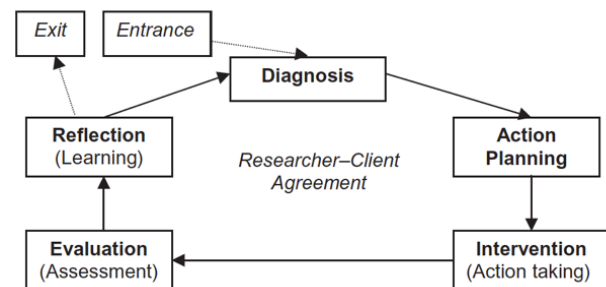 Exit
Entrance
Diagnosis
Reflection
(Learning)
Action
Planning
Researcher–Client
Agreement
Evaluation
(Assessment)
Intervention
(Action taking)